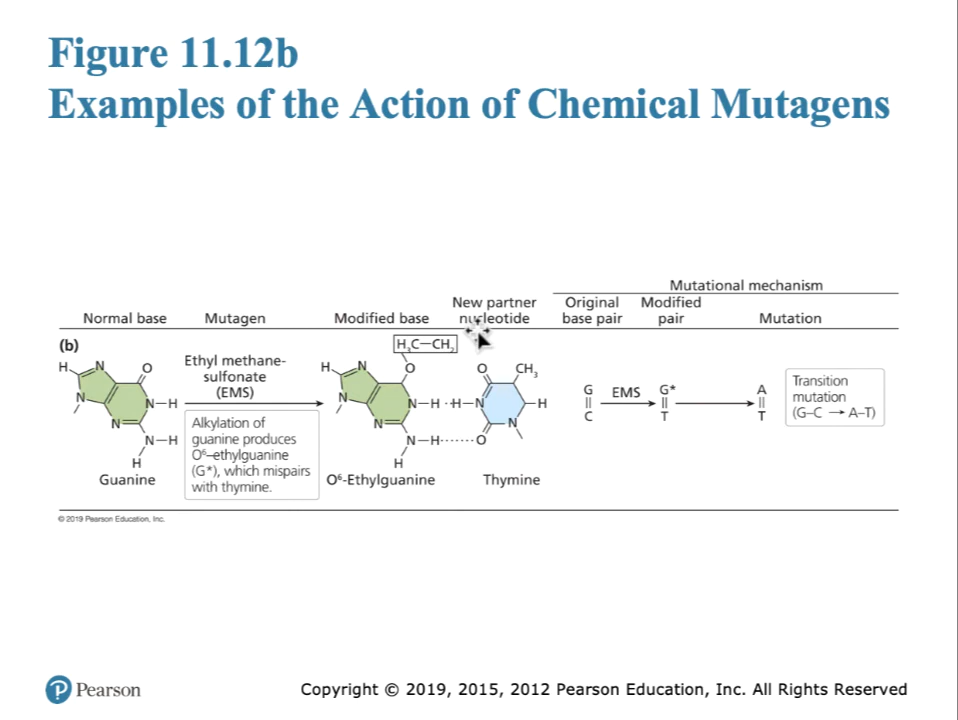 Figure 11.12b
Examples of the Action of Chemical Mutagens
Mutational mechanism
Normal base Mutagen Modified base New partner nucleotide Original base pair Modified pair Mutation
(b)
H N O N–H N N N–H H
Guanine
Ethyl methane-
sulfonate
(EMS)
Alkylation of
guanine produces
O⁶–ethylguanine
(G*), which mispairs
with thymine.
H₃C–CH₂
H N O N–H N N N–H H
O⁶-Ethylguanine
O CH₃ H–N H N O
Thymine
G EMS G* A
C T T
Transition
mutation
(G–C → A–T)
© 2019 Pearson Education, Inc.
P Pearson
Copyright © 2019, 2015, 2012 Pearson Education, Inc. All Rights Reserved